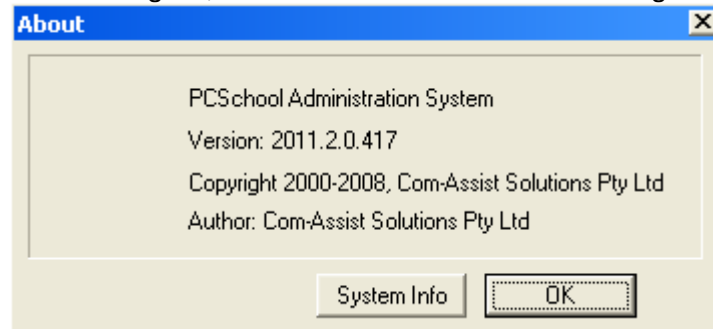 About
PCSchool Administration System
Version: 2011.2.0.417
Copyright 2000-2008, Com-Assist Solutions Pty Ltd
Author: Com-Assist Solutions Pty Ltd
System Info
OK